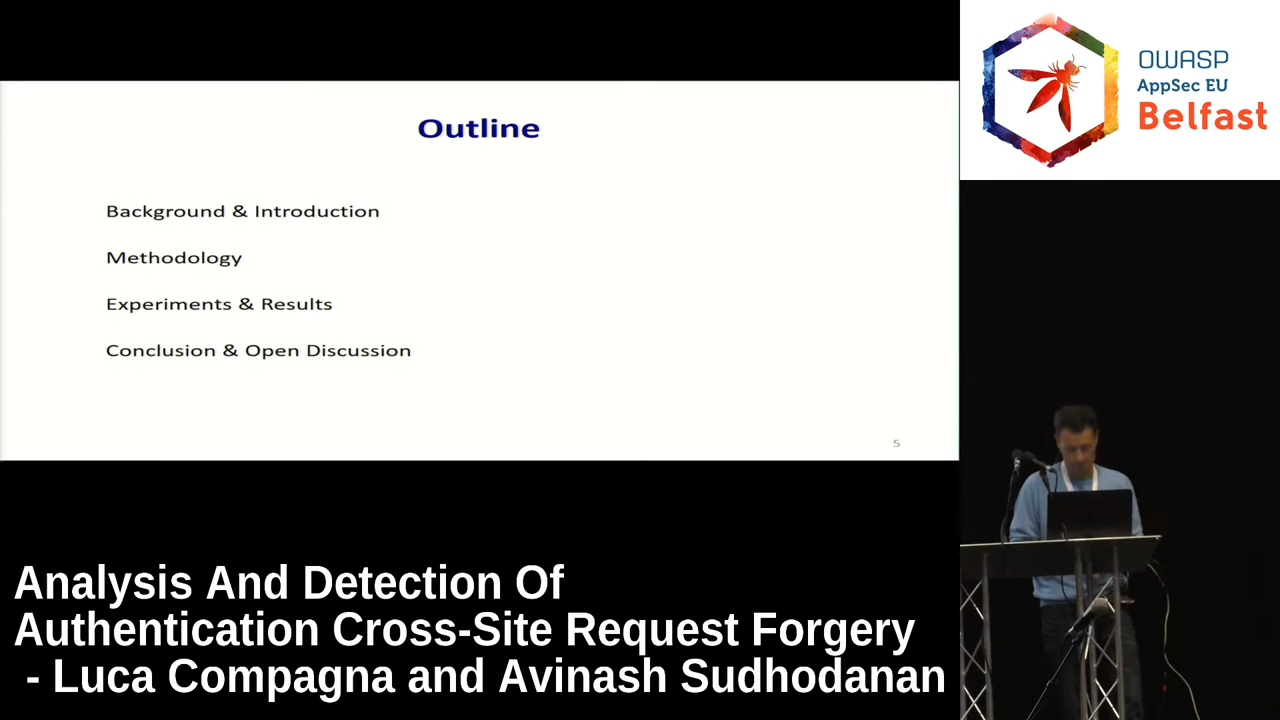 Outline
Background & Introduction
Methodology
Experiments & Results
Conclusion & Open Discussion
5
OWASP
AppSec EU
Belfast
Analysis And Detection Of
Authentication Cross-Site Request Forgery
- Luca Compagna and Avinash Sudhodanan